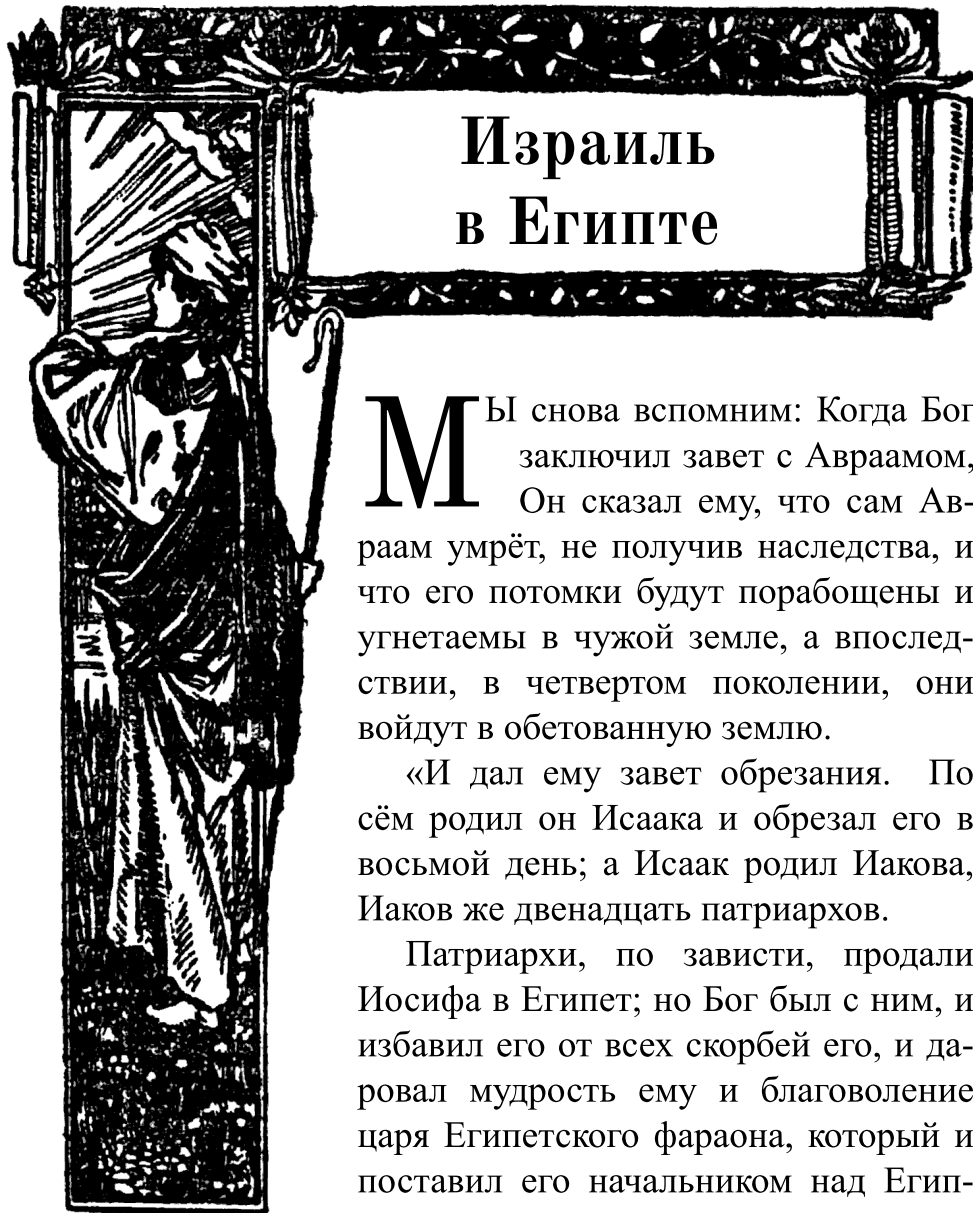 Израиль
в Египте
МЫ снова вспомним: Когда Бог
заключил завет с Авраамом,
Он сказал ему, что сам Ав-
раам умрёт, не получив наследства, и
что его потомки будут порабощены и
угнетаемы в чужой земле, а впослед-
ствии, в четвертом поколении, они
войдут в обетованную землю.
«И дал ему завет обрезания. По
сём родил он Исаака и обрезал его в
восьмой день; а Исаак родил Иакова,
Иаков же двенадцать патриархов.
Патриархи, по зависти, продали
Иосифа в Египет; но Бог был с ним, и
избавил его от всех скорбей его, и да-
ровал мудрость ему и благоволение
царя Египетского фараона, который и
поставил его начальником над Егип-